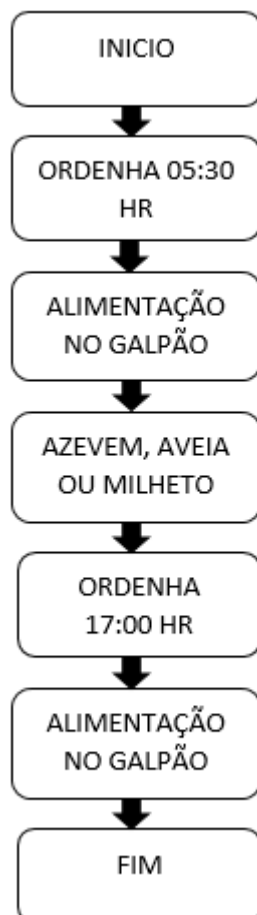 INICIO
ORDENHA 05:30
HR
ALIMENTAÇÃO
NO GALPÃO
AZEVEM, AVEIA
OU MILHETO
ORDENHA
17:00 HR
ALIMENTAÇÃO
NO GALPÃO
FIM